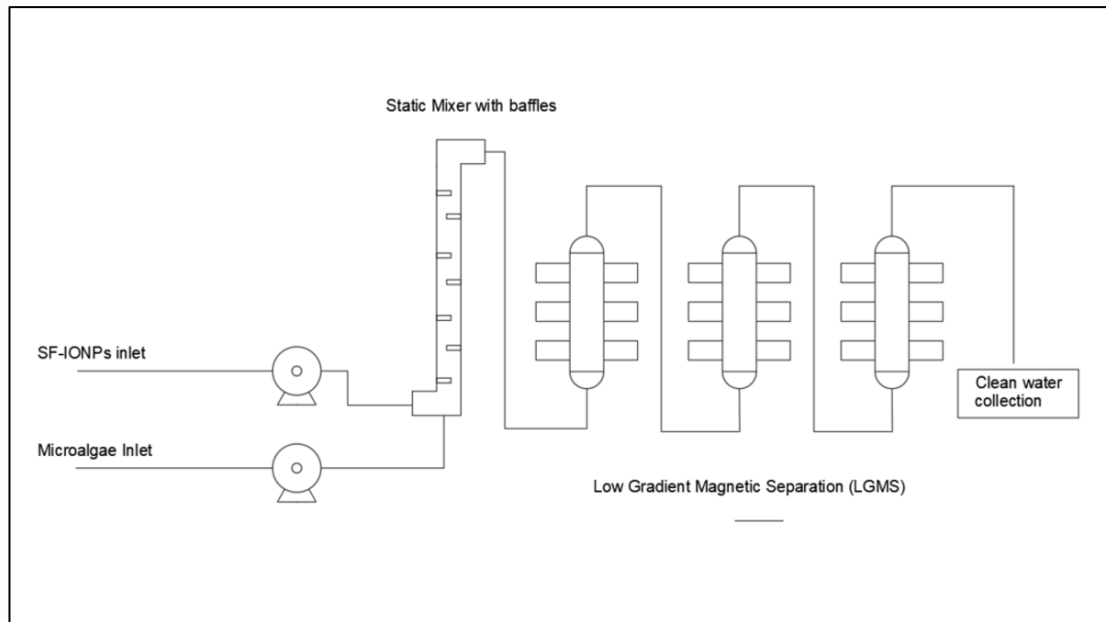 Static Mixer with baffles
SF-IONPs inlet
Microalgae Inlet
Clean water
collection
Low Gradient Magnetic Separation (LGMS)